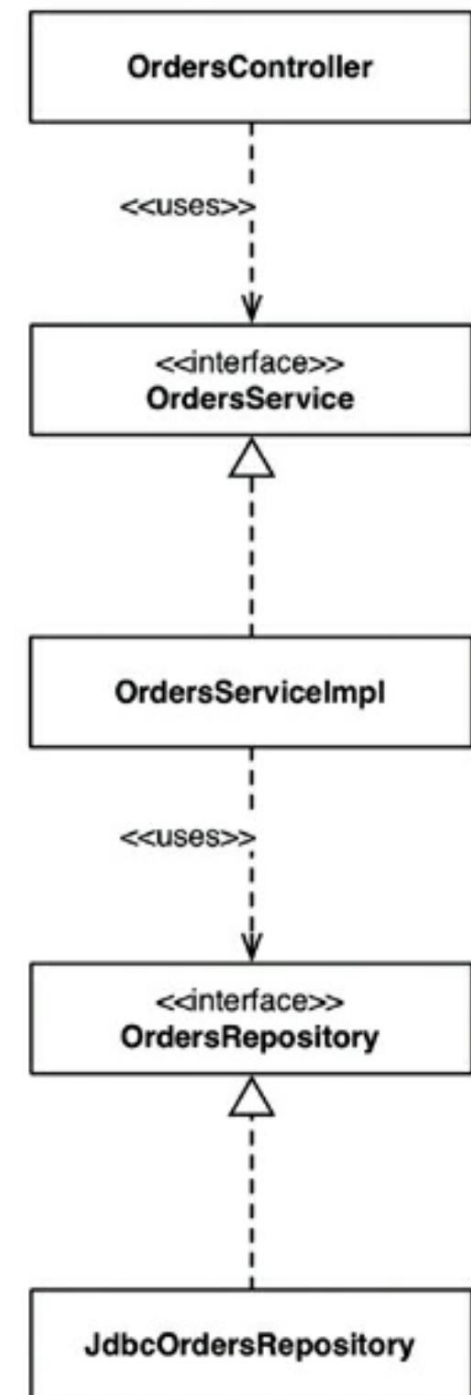 OrdersController
<<uses>>
<<interface>>
OrdersService
OrdersServiceImpl
<<uses>>
<<interface>>
OrdersRepository
JdbcOrdersRepository